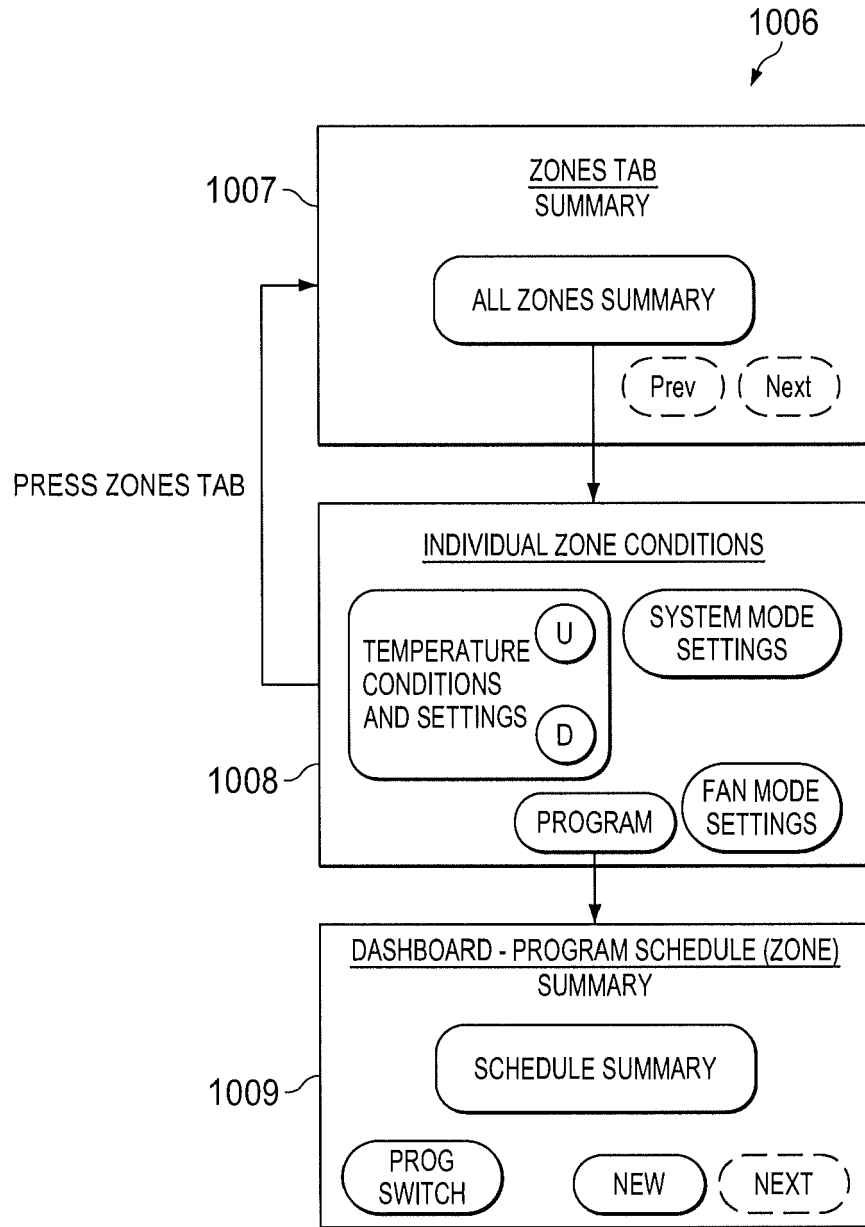 1006
1007
ZONES TAB
SUMMARY
ALL ZONES SUMMARY
Prev
Next
PRESS ZONES TAB
INDIVIDUAL ZONE CONDITIONS
TEMPERATURE
CONDITIONS
AND SETTINGS
U
D
SYSTEM MODE
SETTINGS
1008
PROGRAM
FAN MODE
SETTINGS
DASHBOARD - PROGRAM SCHEDULE (ZONE)
SUMMARY
1009
SCHEDULE SUMMARY
PROG
SWITCH
NEW
NEXT